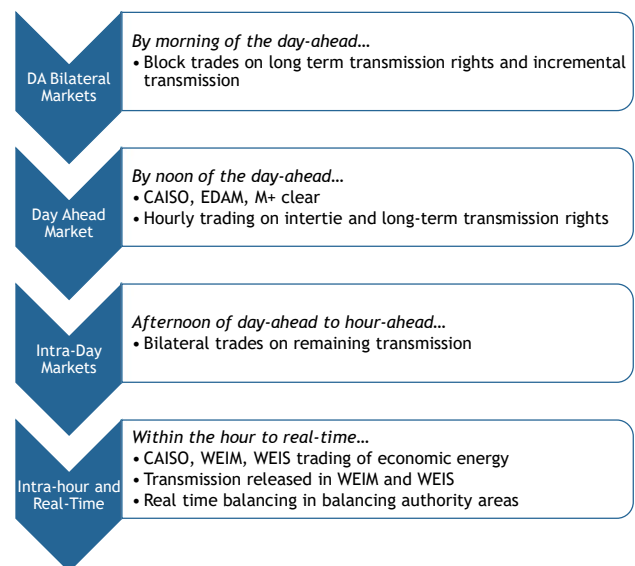 DA Bilateral
Markets
By morning of the day-ahead…
• Block trades on long term transmission rights and incremental
transmission
Day Ahead
Market
By noon of the day-ahead…
• CAISO, EDAM, M+ clear
• Hourly trading on intertie and long-term transmission rights
Intra-Day
Markets
Afternoon of day-ahead to hour-ahead…
• Bilateral trades on remaining transmission
Intra-hour and
Real-Time
Within the hour to real-time…
• CAISO, WEIM, WEIS trading of economic energy
• Transmission released in WEIM and WEIS
• Real time balancing in balancing authority areas